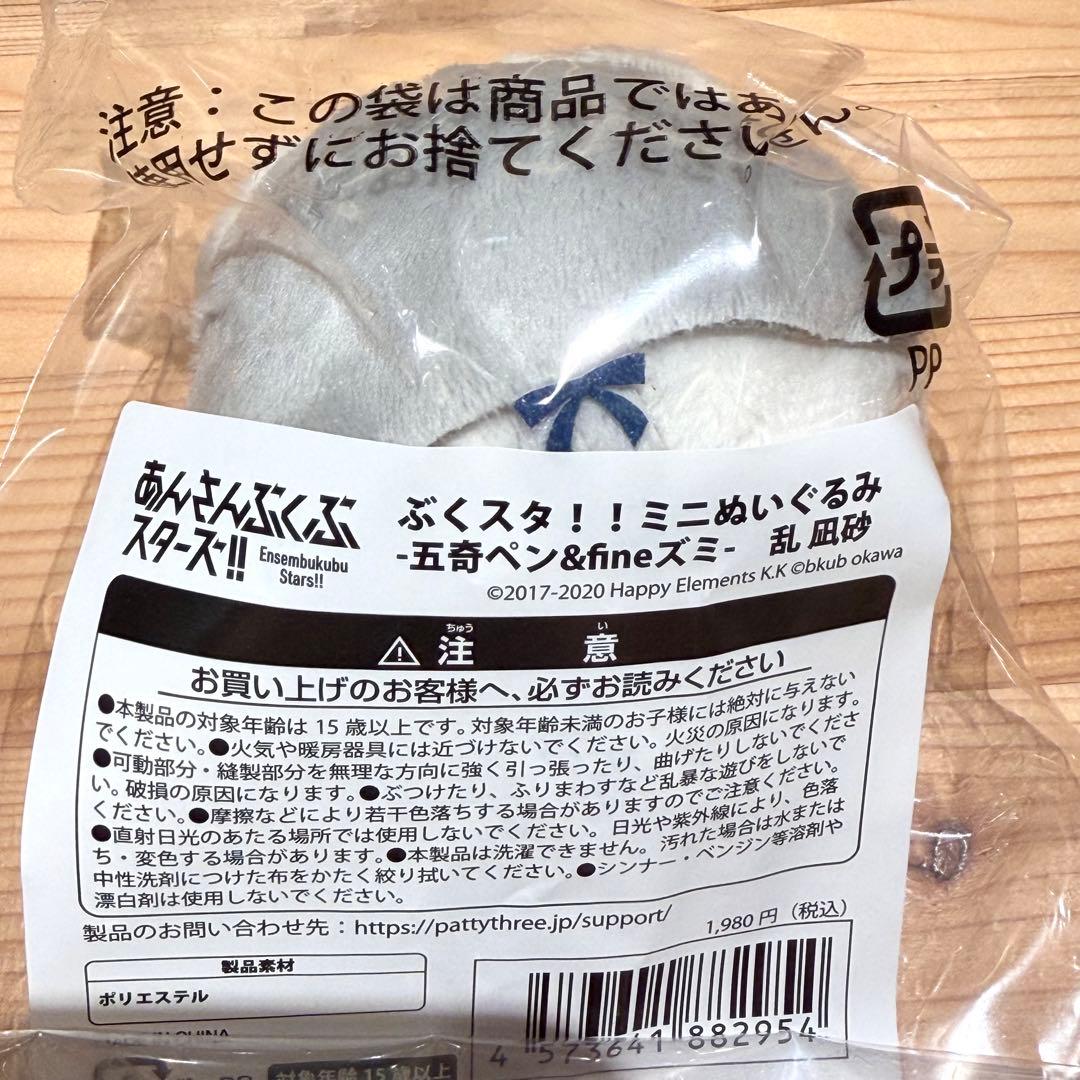 注意：この袋は商品ではあ
使用せずにお捨てください。
プラ
PP
あんさんぶくぶ
スターズ!!
Ensembukubu
Stars!!
ぶくスタ！！ミニぬいぐるみ
-五奇ペン&fineズミ- 乱 凪砂
©2017-2020 Happy Elements K.K ©bkub okawa
ちゅう い
注 意
お買い上げのお客様へ、必ずお読みください
●本製品の対象年齢は 15 歳以上です。対象年齢未満のお子様には絶対に与えない
でください。●火気や暖房器具には近づけないでください。火災の原因になります。
●可動部分・縫製部分を無理な方向に強く引っ張ったり、曲げたりしないでくださ
い。破損の原因になります。●ぶつけたり、ふりまわすなど乱暴な遊びをしないで
ください。●摩擦などにより若干色落ちする場合がありますのでご注意ください。
●直射日光のあたる場所では使用しないでください。日光や紫外線により、色落
ち・変色する場合があります。●本製品は洗濯できません。汚れた場合は水または
中性洗剤につけた布をかたく絞り拭いてください。●シンナー・ベンジン等溶剤や
漂白剤は使用しないでください。
製品のお問い合わせ先：https://pattythree.jp/support/
1,980 円（税込）
製品素材
ポリエステル
4 573641 882954
対象年齢 15 歳以上